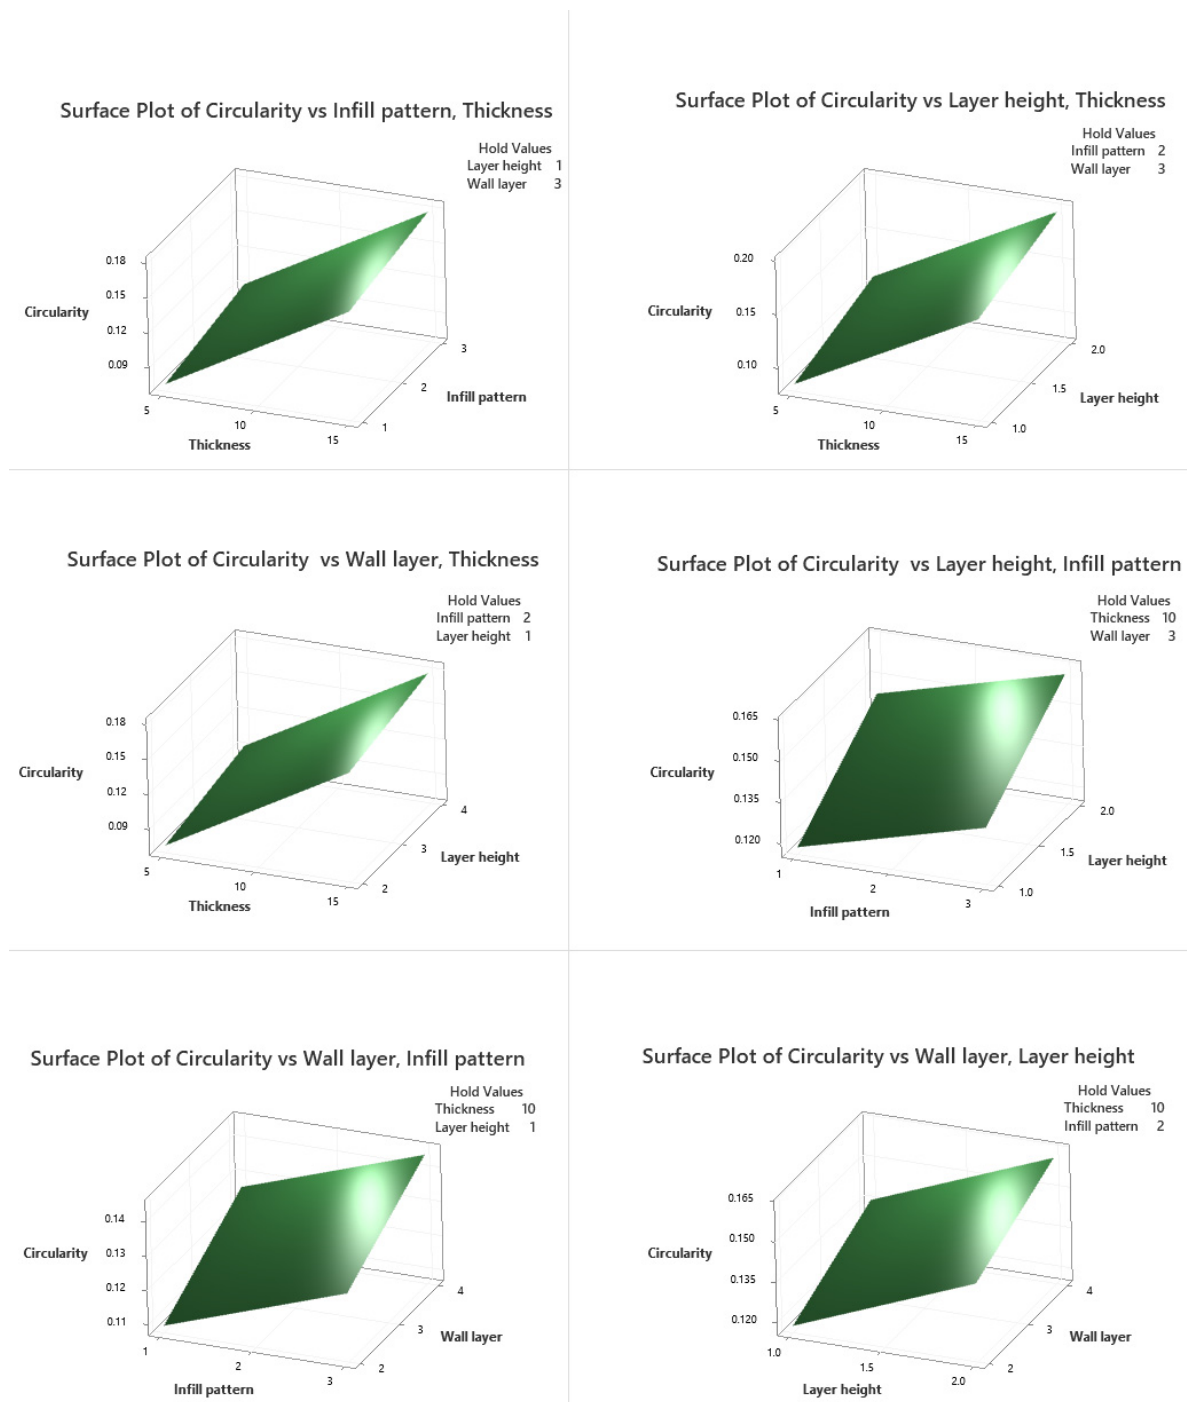 Surface Plot of Circularity vs Infill pattern, Thickness
Hold Values
Layer height 1
Wall layer 3
0.18
0.15
Circularity
0.12
0.09
3
2
Infill pattern
1
5
10
15
Thickness
Surface Plot of Circularity vs Layer height, Thickness
Hold Values
Infill pattern 2
Wall layer 3
0.20
0.15
Circularity
0.10
2.0
1.5
Layer height
1.0
5
10
15
Thickness
Surface Plot of Circularity vs Wall layer, Thickness
Hold Values
Infill pattern 2
Layer height 1
0.18
0.15
Circularity
0.12
0.09
4
3
Layer height
2
5
10
15
Thickness
Surface Plot of Circularity vs Layer height, Infill pattern
Hold Values
Thickness 10
Wall layer 3
0.165
0.150
Circularity
0.135
0.120
2.0
1.5
Layer height
1.0
1
2
3
Infill pattern
Surface Plot of Circularity vs Wall layer, Infill pattern
Hold Values
Thickness 10
Layer height 1
0.14
0.13
Circularity
0.12
0.11
4
3
Wall layer
2
1
2
3
Infill pattern
Surface Plot of Circularity vs Wall layer, Layer height
Hold Values
Thickness 10
Infill pattern 2
0.165
0.150
Circularity
0.135
0.120
4
3
Wall layer
2
1.0
1.5
2.0
Layer height